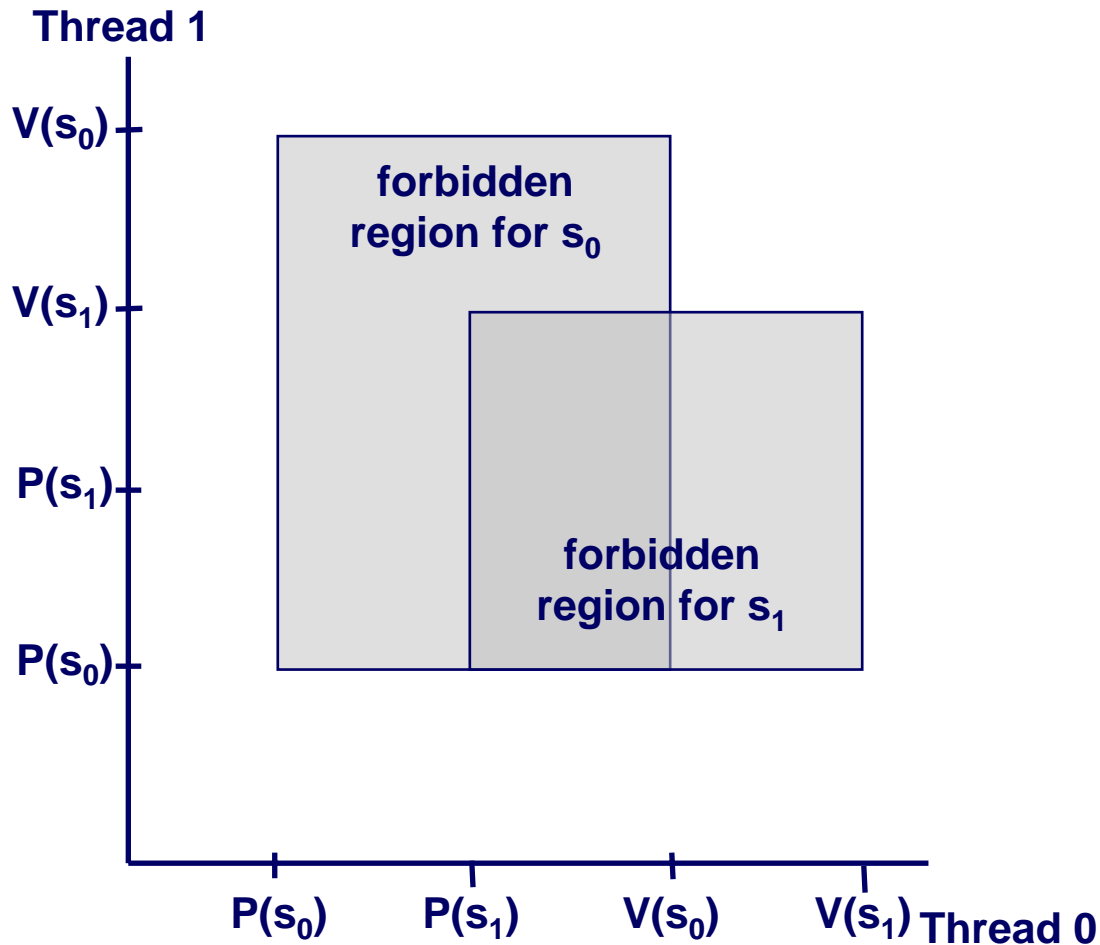 Thread 1
V(s₀)
forbidden
region for s₀
V(s₁)
P(s₁)
forbidden
region for s₁
P(s₀)
P(s₀) P(s₁) V(s₀) V(s₁) Thread 0